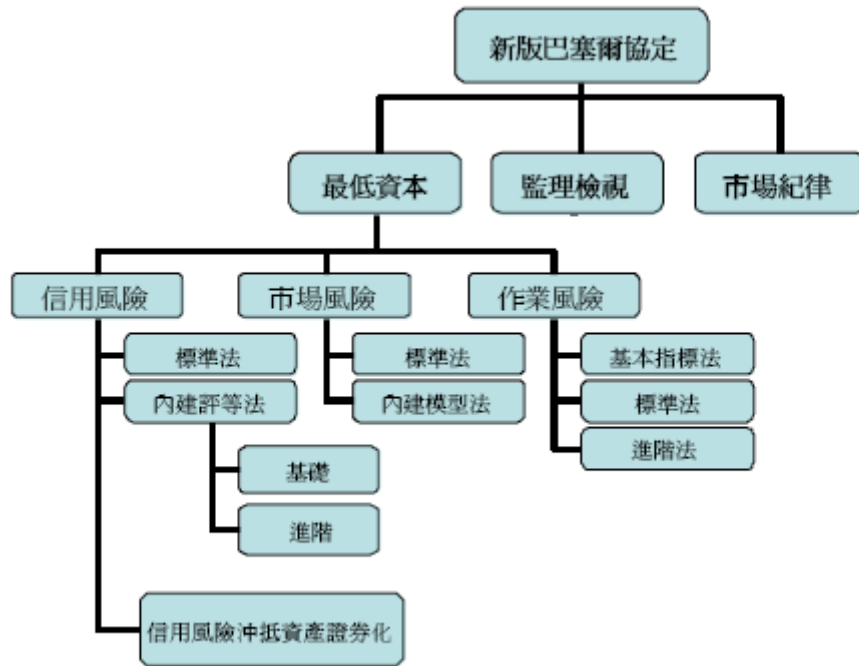 新版巴塞爾協定
最低資本
監理檢視
市場紀律
信用風險
市場風險
作業風險
標準法
標準法
基本指標法
內建評等法
內建模型法
標準法
進階法
基礎
進階
信用風險沖抵資產證券化